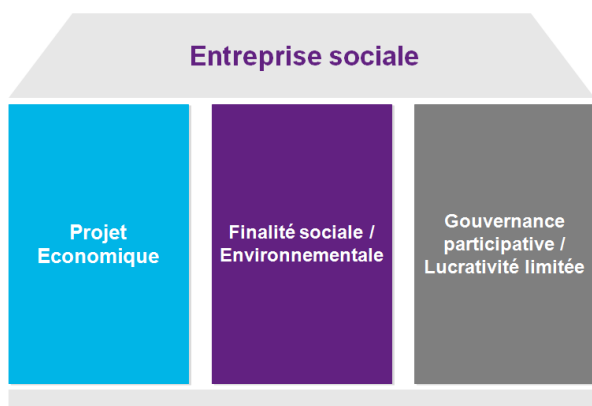 Entreprise sociale
Projet
Economique
Finalité sociale /
Environnementale
Gouvernance
participative /
Lucrativité limitée